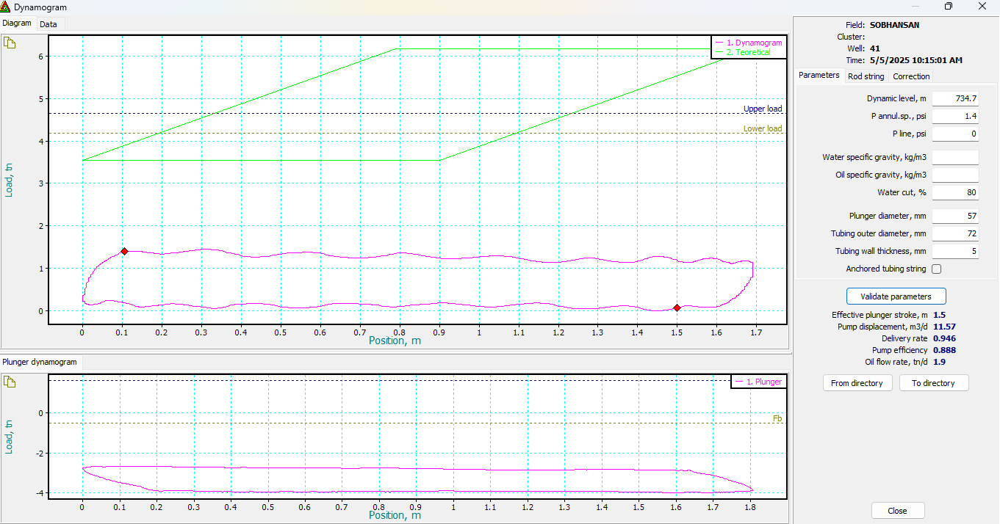 Dynamogram
Diagram
Data
1. Dynamogram
2. Teoretical
Upper load
Lower load
Load, tn
6
5
4
3
2
1
0
0 0.1 0.2 0.3 0.4 0.5 0.6 0.7 0.8 0.9 1 1.1 1.2 1.3 1.4 1.5 1.6 1.7
Position, m
Plunger dynamogram
1. Plunger
Fb
Load, tn
0
-2
-4
0 0.1 0.2 0.3 0.4 0.5 0.6 0.7 0.8 0.9 1 1.1 1.2 1.3 1.4 1.5 1.6 1.7 1.8
Position, m
Field: SOBHANSAN
Cluster:
Well: 41
Time: 5/5/2025 10:15:01 AM
Parameters
Rod string
Correction
Dynamic level, m 734.7
P annul.sp., psi 1.4
P line, psi 0
Water specific gravity, kg/m3
Oil specific gravity, kg/m3
Water cut, % 80
Plunger diameter, mm 57
Tubing outer diameter, mm 72
Tubing wall thickness, mm 5
Anchored tubing string
Validate parameters
Effective plunger stroke, m 1.5
Pump displacement, m3/d 11.57
Delivery rate 0.946
Pump efficiency 0.888
Oil flow rate, tn/d 1.9
From directory
To directory
Close